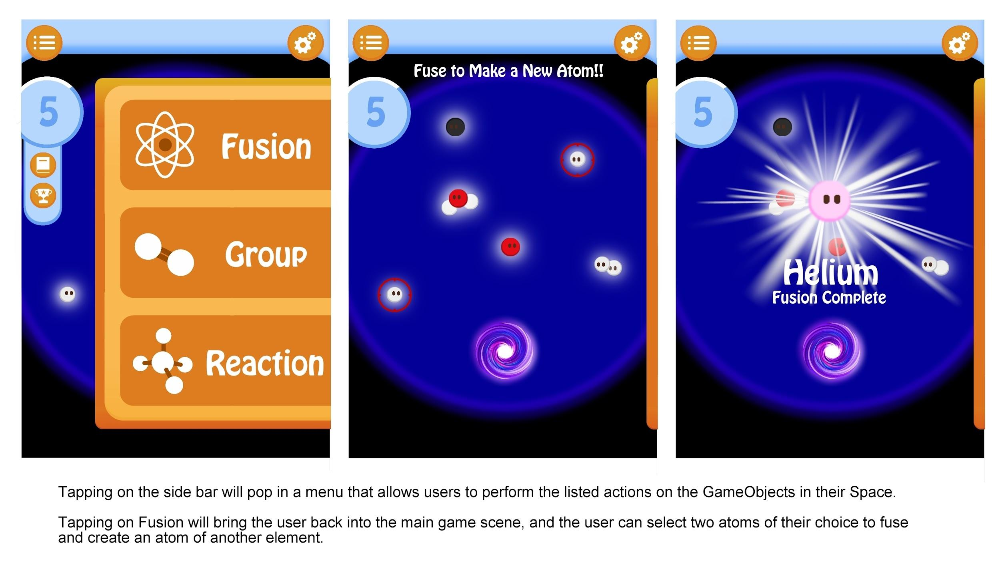 5
Fusion
Group
Reaction
Fuse to Make a New Atom!!
5
5
Helium
Fusion Complete
Tapping on the side bar will pop in a menu that allows users to perform the listed actions on the GameObjects in their Space.
Tapping on Fusion will bring the user back into the main game scene, and the user can select two atoms of their choice to fuse
and create an atom of another element.